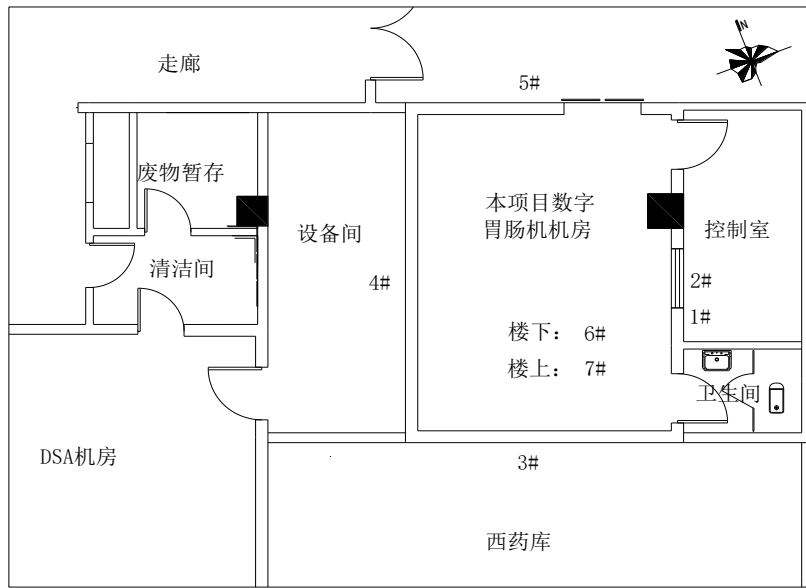 N
走廊
5#
废物暂存
本项目数字
胃肠机机房
设备间
控制室
清洁间
4#
2#
1#
楼下： 6#
楼上： 7#
卫生间
DSA机房
3#
西药库